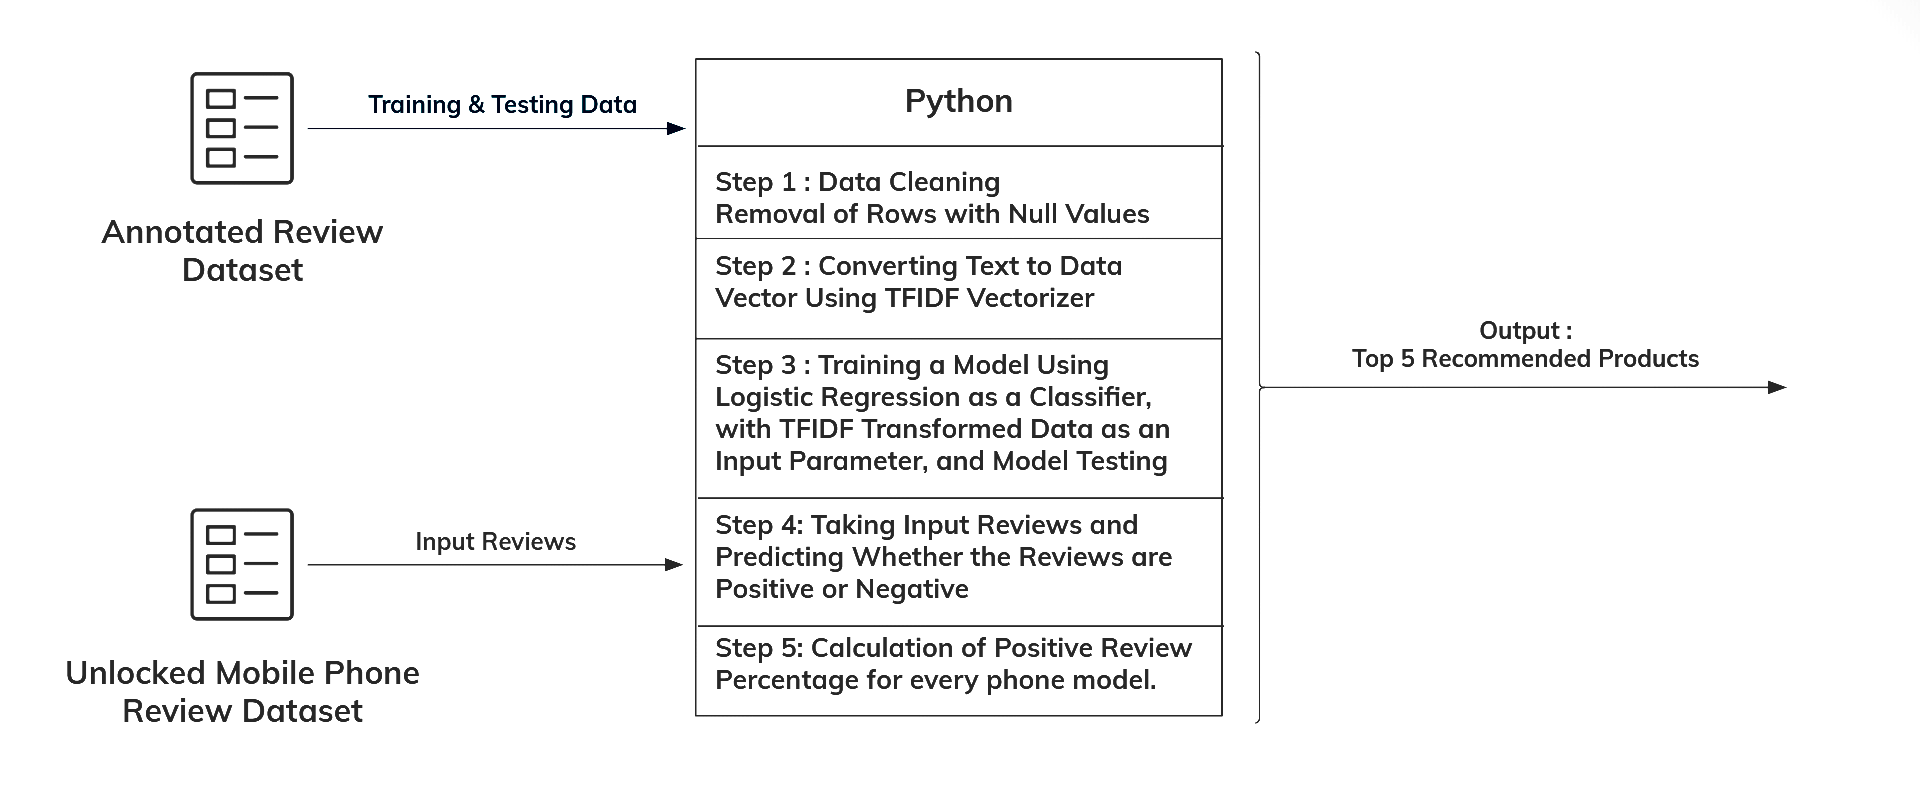 Training & Testing Data
Annotated Review
Dataset
Input Reviews
Unlocked Mobile Phone
Review Dataset
Python
Step 1 : Data Cleaning
Removal of Rows with Null Values
Step 2 : Converting Text to Data
Vector Using TFIDF Vectorizer
Step 3 : Training a Model Using
Logistic Regression as a Classifier,
with TFIDF Transformed Data as an
Input Parameter, and Model Testing
Step 4: Taking Input Reviews and
Predicting Whether the Reviews are
Positive or Negative
Step 5: Calculation of Positive Review
Percentage for every phone model.
Output :
Top 5 Recommended Products